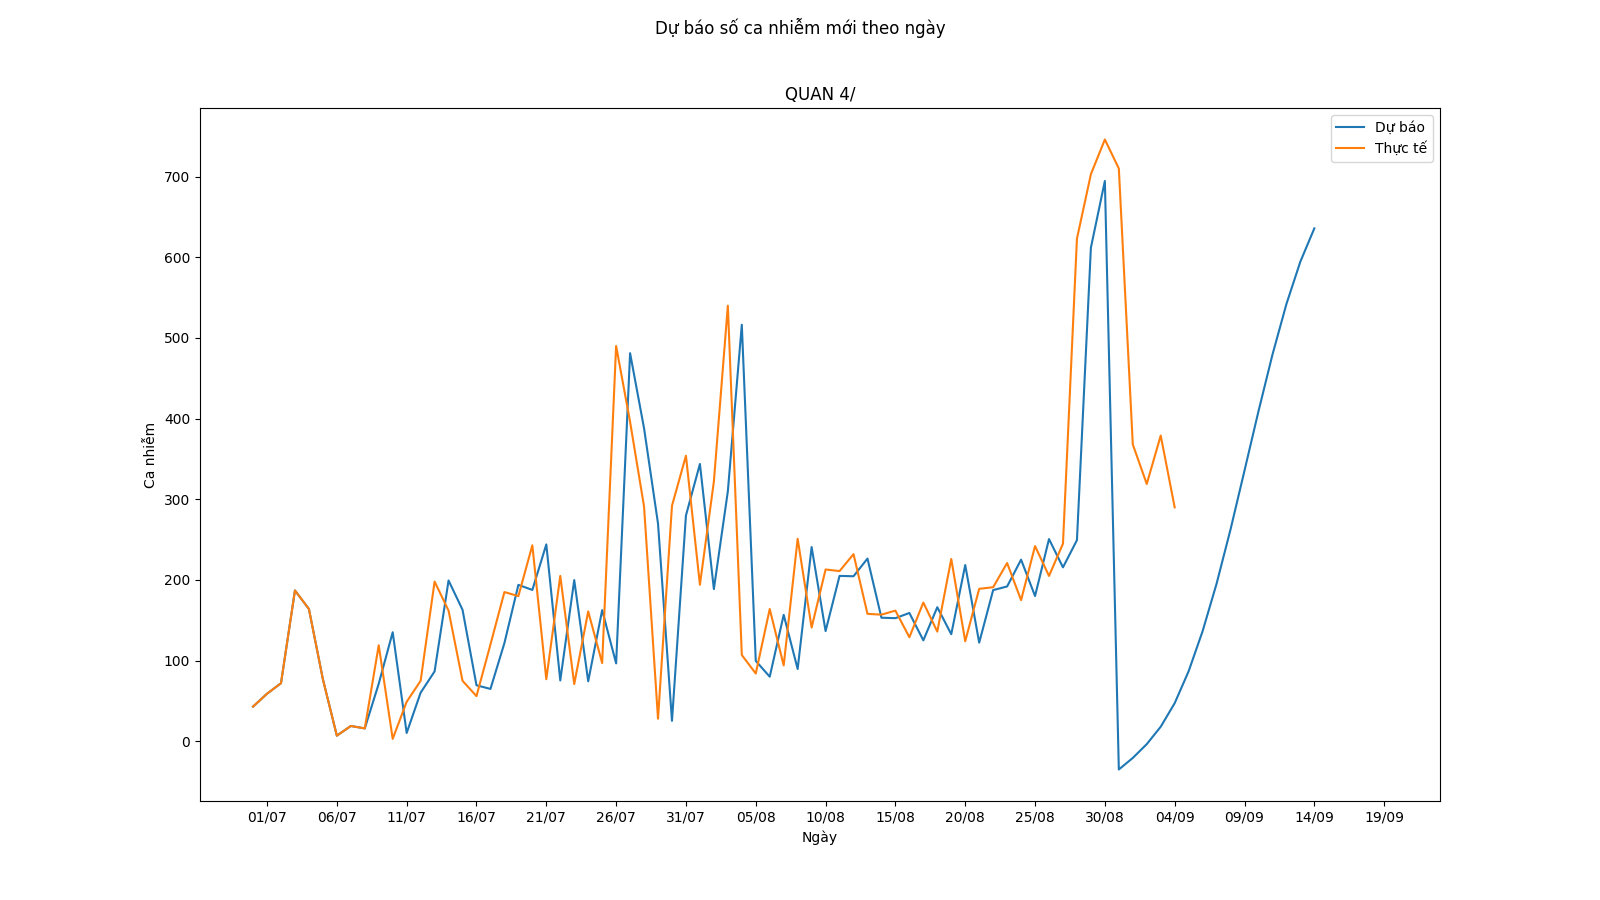 Dự báo số ca nhiễm mới theo ngày
QUAN 4/
Dự báo
Thực tế
700
600
500
400
300
200
100
0
Ca nhiễm
01/07 06/07 11/07 16/07 21/07 26/07 31/07 05/08 10/08 15/08 20/08 25/08 30/08 04/09 09/09 14/09 19/09
Ngày